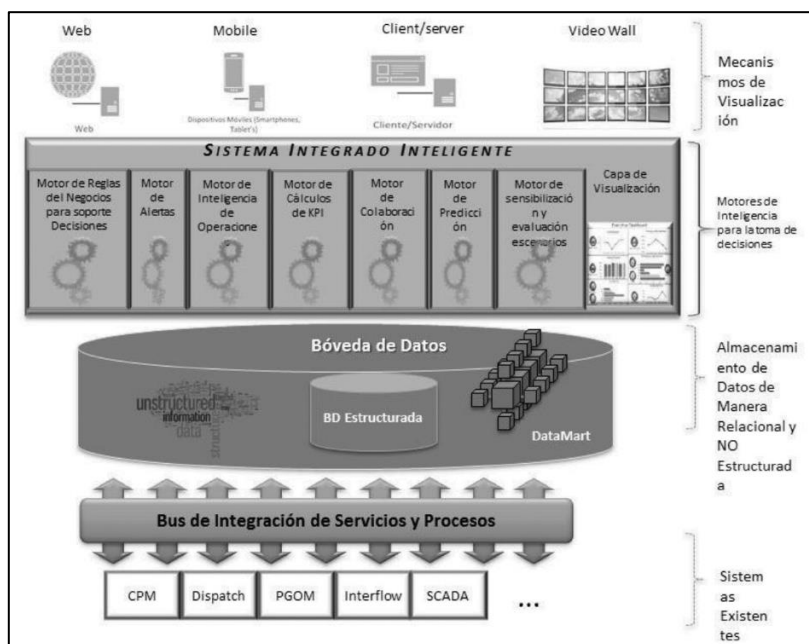 Web
Mobile
Client/server
Video Wall
Web
Dispositivos Móviles (Smartphones,
Tablet's)
Cliente/Servidor
Mecanis
mos de
Visualizac
ión
SISTEMA INTEGRADO INTELIGENTE
Motor de Reglas
del Negocios
para soporte
Decisiones
Motor
de
Alertas
Motor de
Inteligencia
de
Operacione
Motor de
Cálculos
de KPI
Motor
de
Colaboraci
ón
Motor
de
Predicci
ón
Motor de
sensibilizació
n y
evaluación
escenarios
Capa de
Visualización
Motores de
Inteligencia
para la toma de
decisiones
Bóveda de Datos
unstructured
information
data
structured
BD Estructurada
DataMart
Almacenami
ento de
Datos de
Manera
Relacional y
NO
Estructurad
a
Bus de Integración de Servicios y Procesos
CPM
Dispatch
PGOM
Interflow
SCADA
...
Sistem
as
Existen
tes